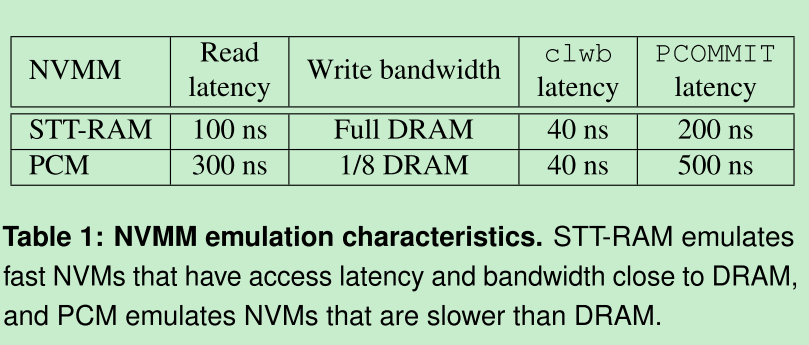 NVMM Read latency Write bandwidth clwb latency PCOMMIT latency
STT-RAM 100 ns Full DRAM 40 ns 200 ns
PCM 300 ns 1/8 DRAM 40 ns 500 ns
Table 1: NVMM emulation characteristics. STT-RAM emulates
fast NVMs that have access latency and bandwidth close to DRAM,
and PCM emulates NVMs that are slower than DRAM.